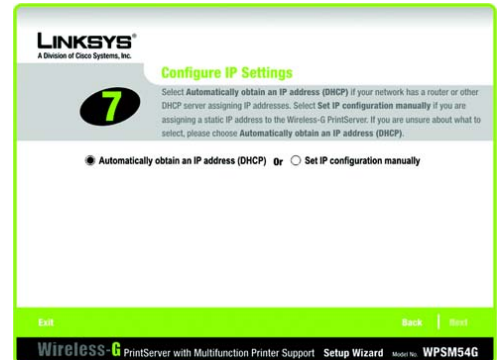 LINKSYS®
A Division of Cisco Systems, Inc.
Configure IP Settings
7
Select Automatically obtain an IP address (DHCP) if your network has a router or other
DHCP server assigning IP addresses. Select Set IP configuration manually if you are
assigning a static IP address to the Wireless-G PrintServer. If you are unsure about what to
select, please choose Automatically obtain an IP address (DHCP).
Automatically obtain an IP address (DHCP) Or Set IP configuration manually
Exit Back Next
Wireless-G PrintServer with Multifunction Printer Support Setup Wizard Model No. WPSM54G